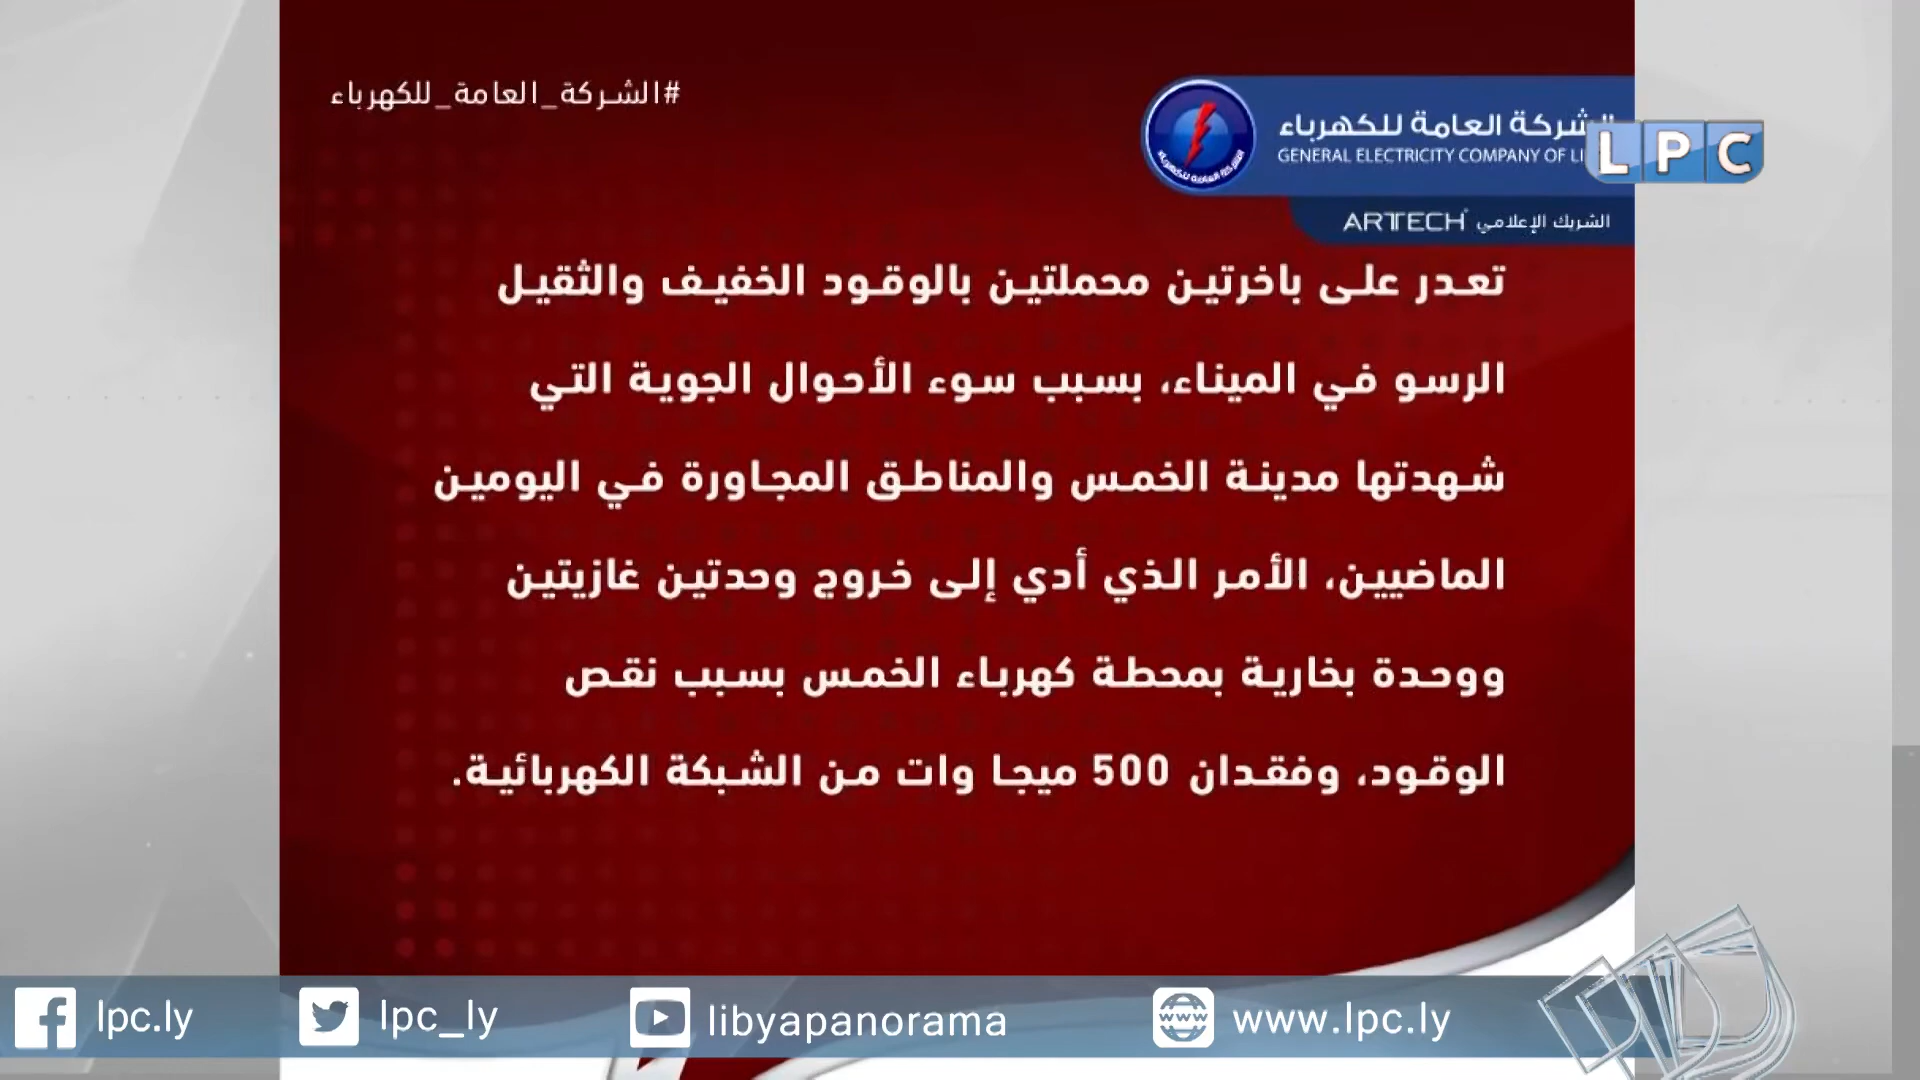 #الشركة_العامة_للكهرباء
الشركة العامة للكهرباء
GENERAL ELECTRICITY COMPANY OF
LPC
ARTECH الشريك الإعلامي
تعدر على باخرتين محملتين بالوقود الخفيف والثقيل
الرسو في الميناء، بسبب سوء الأحوال الجوية التي
شهدتها مدينة الخمس والمناطق المجاورة في اليومين
الماضيين، الأمر الذي أدي إلى خروج وحدتين غازيتين
ووحدة بخارية بمحطة كهرباء الخمس بسبب نقص
الوقود، وفقدان 500 ميجا وات من الشبكة الكهربائية.
lpc.ly
lpc_ly
libyapanorama
www.lpc.ly